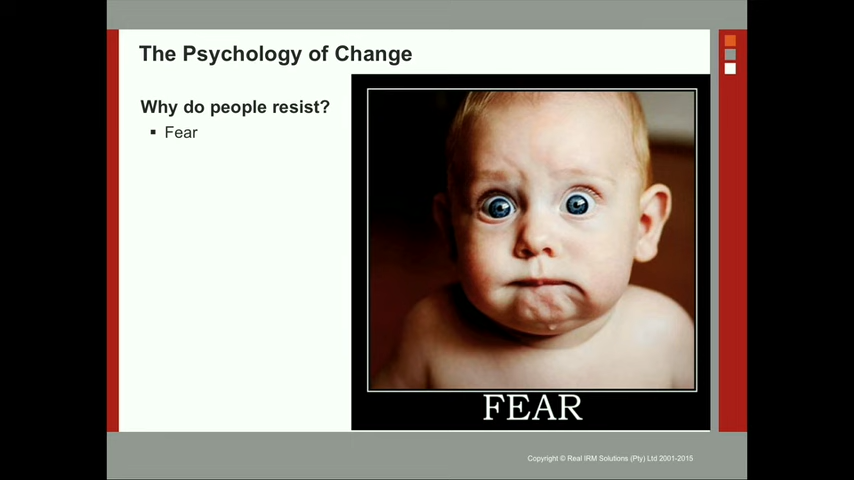 The Psychology of Change
Why do people resist?
▪ Fear
FEAR
Copyright © Real IRM Solutions (Pty) Ltd 2001-2015